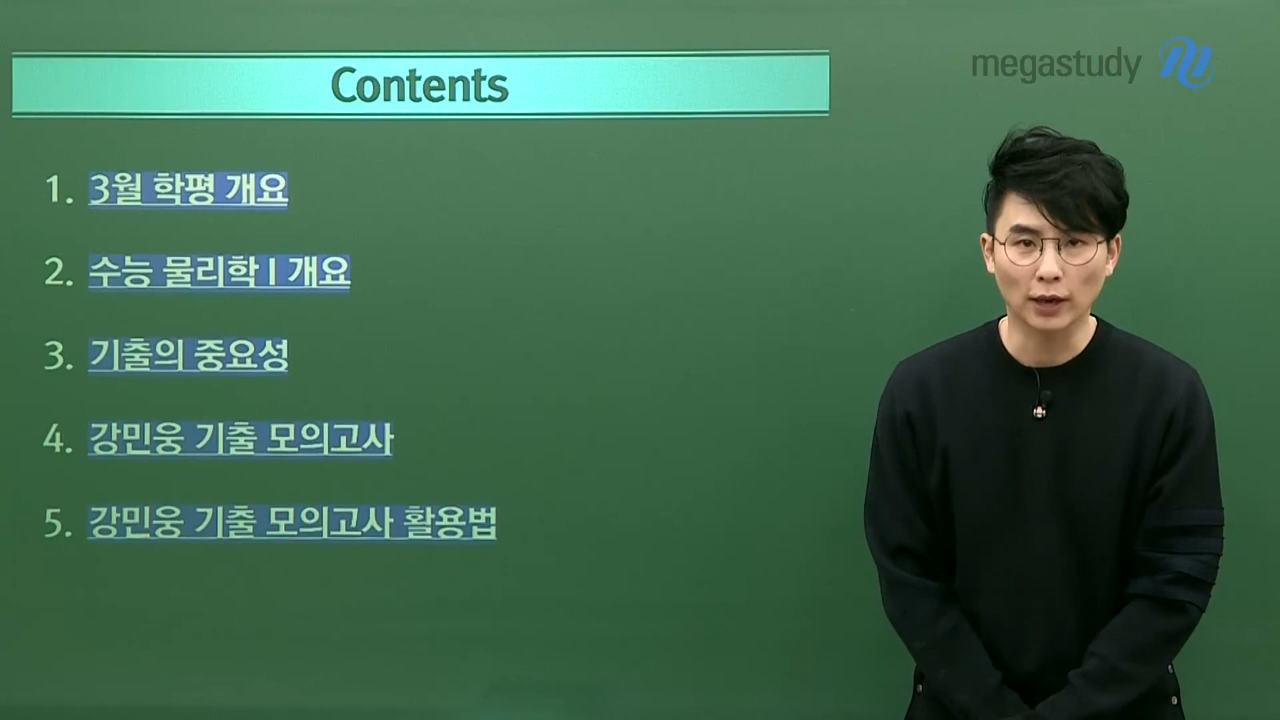 Contents
megastudy
1. 3월 학평 개요
2. 수능 물리학Ⅰ 개요
3. 기출의 중요성
4. 강민웅 기출 모의고사
5. 강민웅 기출 모의고사 활용법